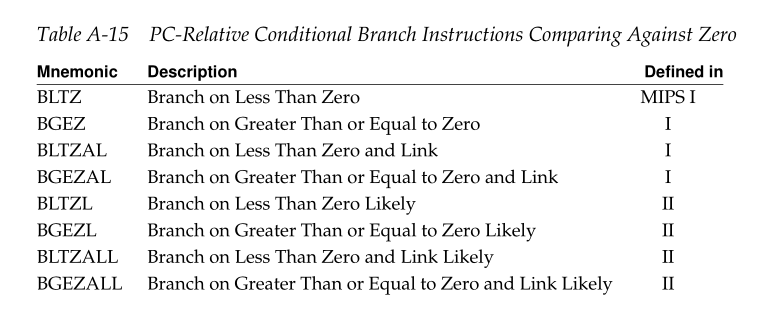 Table A-15 PC-Relative Conditional Branch Instructions Comparing Against Zero
Mnemonic Description Defined in
BLTZ Branch on Less Than Zero MIPS I
BGEZ Branch on Greater Than or Equal to Zero I
BLTZAL Branch on Less Than Zero and Link I
BGEZAL Branch on Greater Than or Equal to Zero and Link I
BLTZL Branch on Less Than Zero Likely II
BGEZL Branch on Greater Than or Equal to Zero Likely II
BLTZALL Branch on Less Than Zero and Link Likely II
BGEZALL Branch on Greater Than or Equal to Zero and Link Likely II